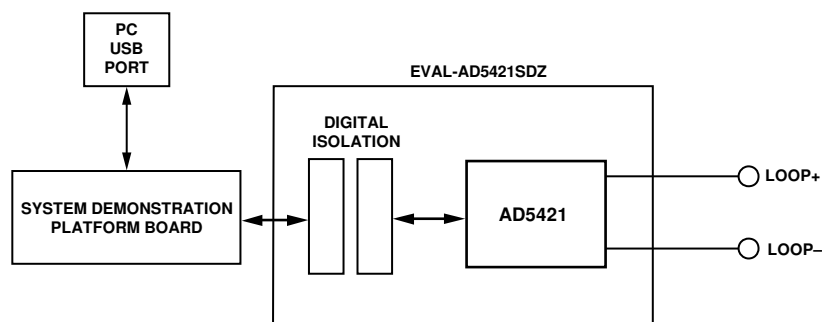 PC
USB
PORT
EVAL-AD5421SDZ
DIGITAL
ISOLATION
SYSTEM DEMONSTRATION
PLATFORM BOARD
AD5421
LOOP+
LOOP–